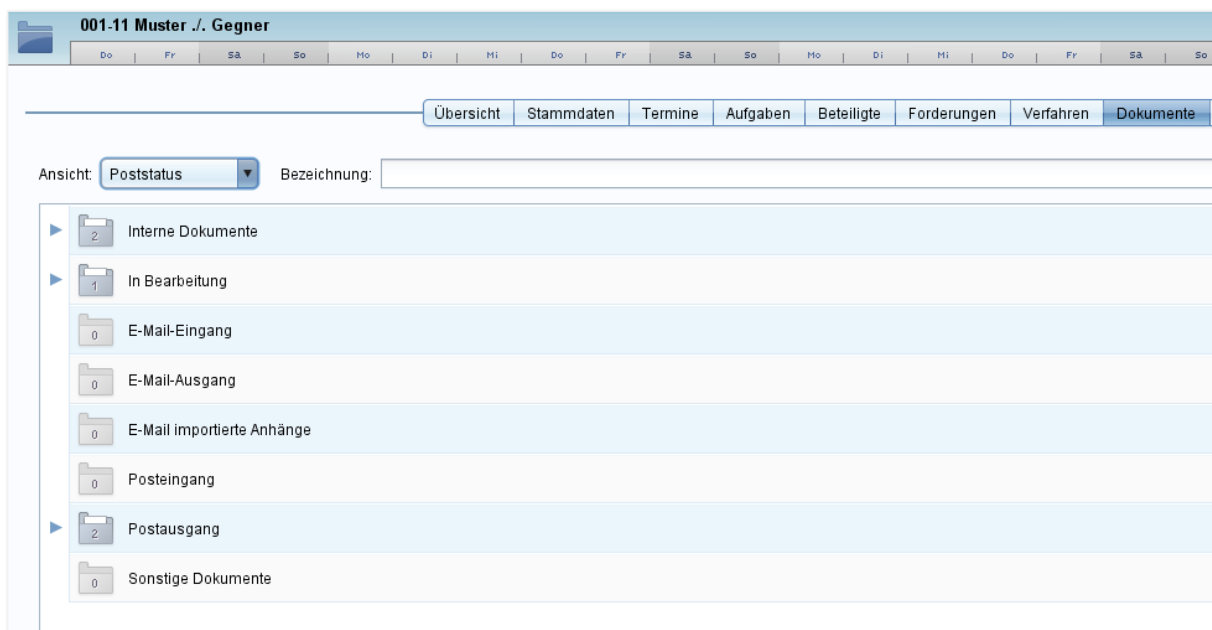 001-11 Muster ./. Gegner
Do Fr Sa So Mo Di Mi Do Fr Sa So Mo Di Mi Do Fr Sa So
Übersicht Stammdaten Termine Aufgaben Beteiligte Forderungen Verfahren Dokumente
Ansicht: Poststatus Bezeichnung:
2 Interne Dokumente
1 In Bearbeitung
0 E-Mail-Eingang
0 E-Mail-Ausgang
0 E-Mail importierte Anhänge
0 Posteingang
2 Postausgang
0 Sonstige Dokumente